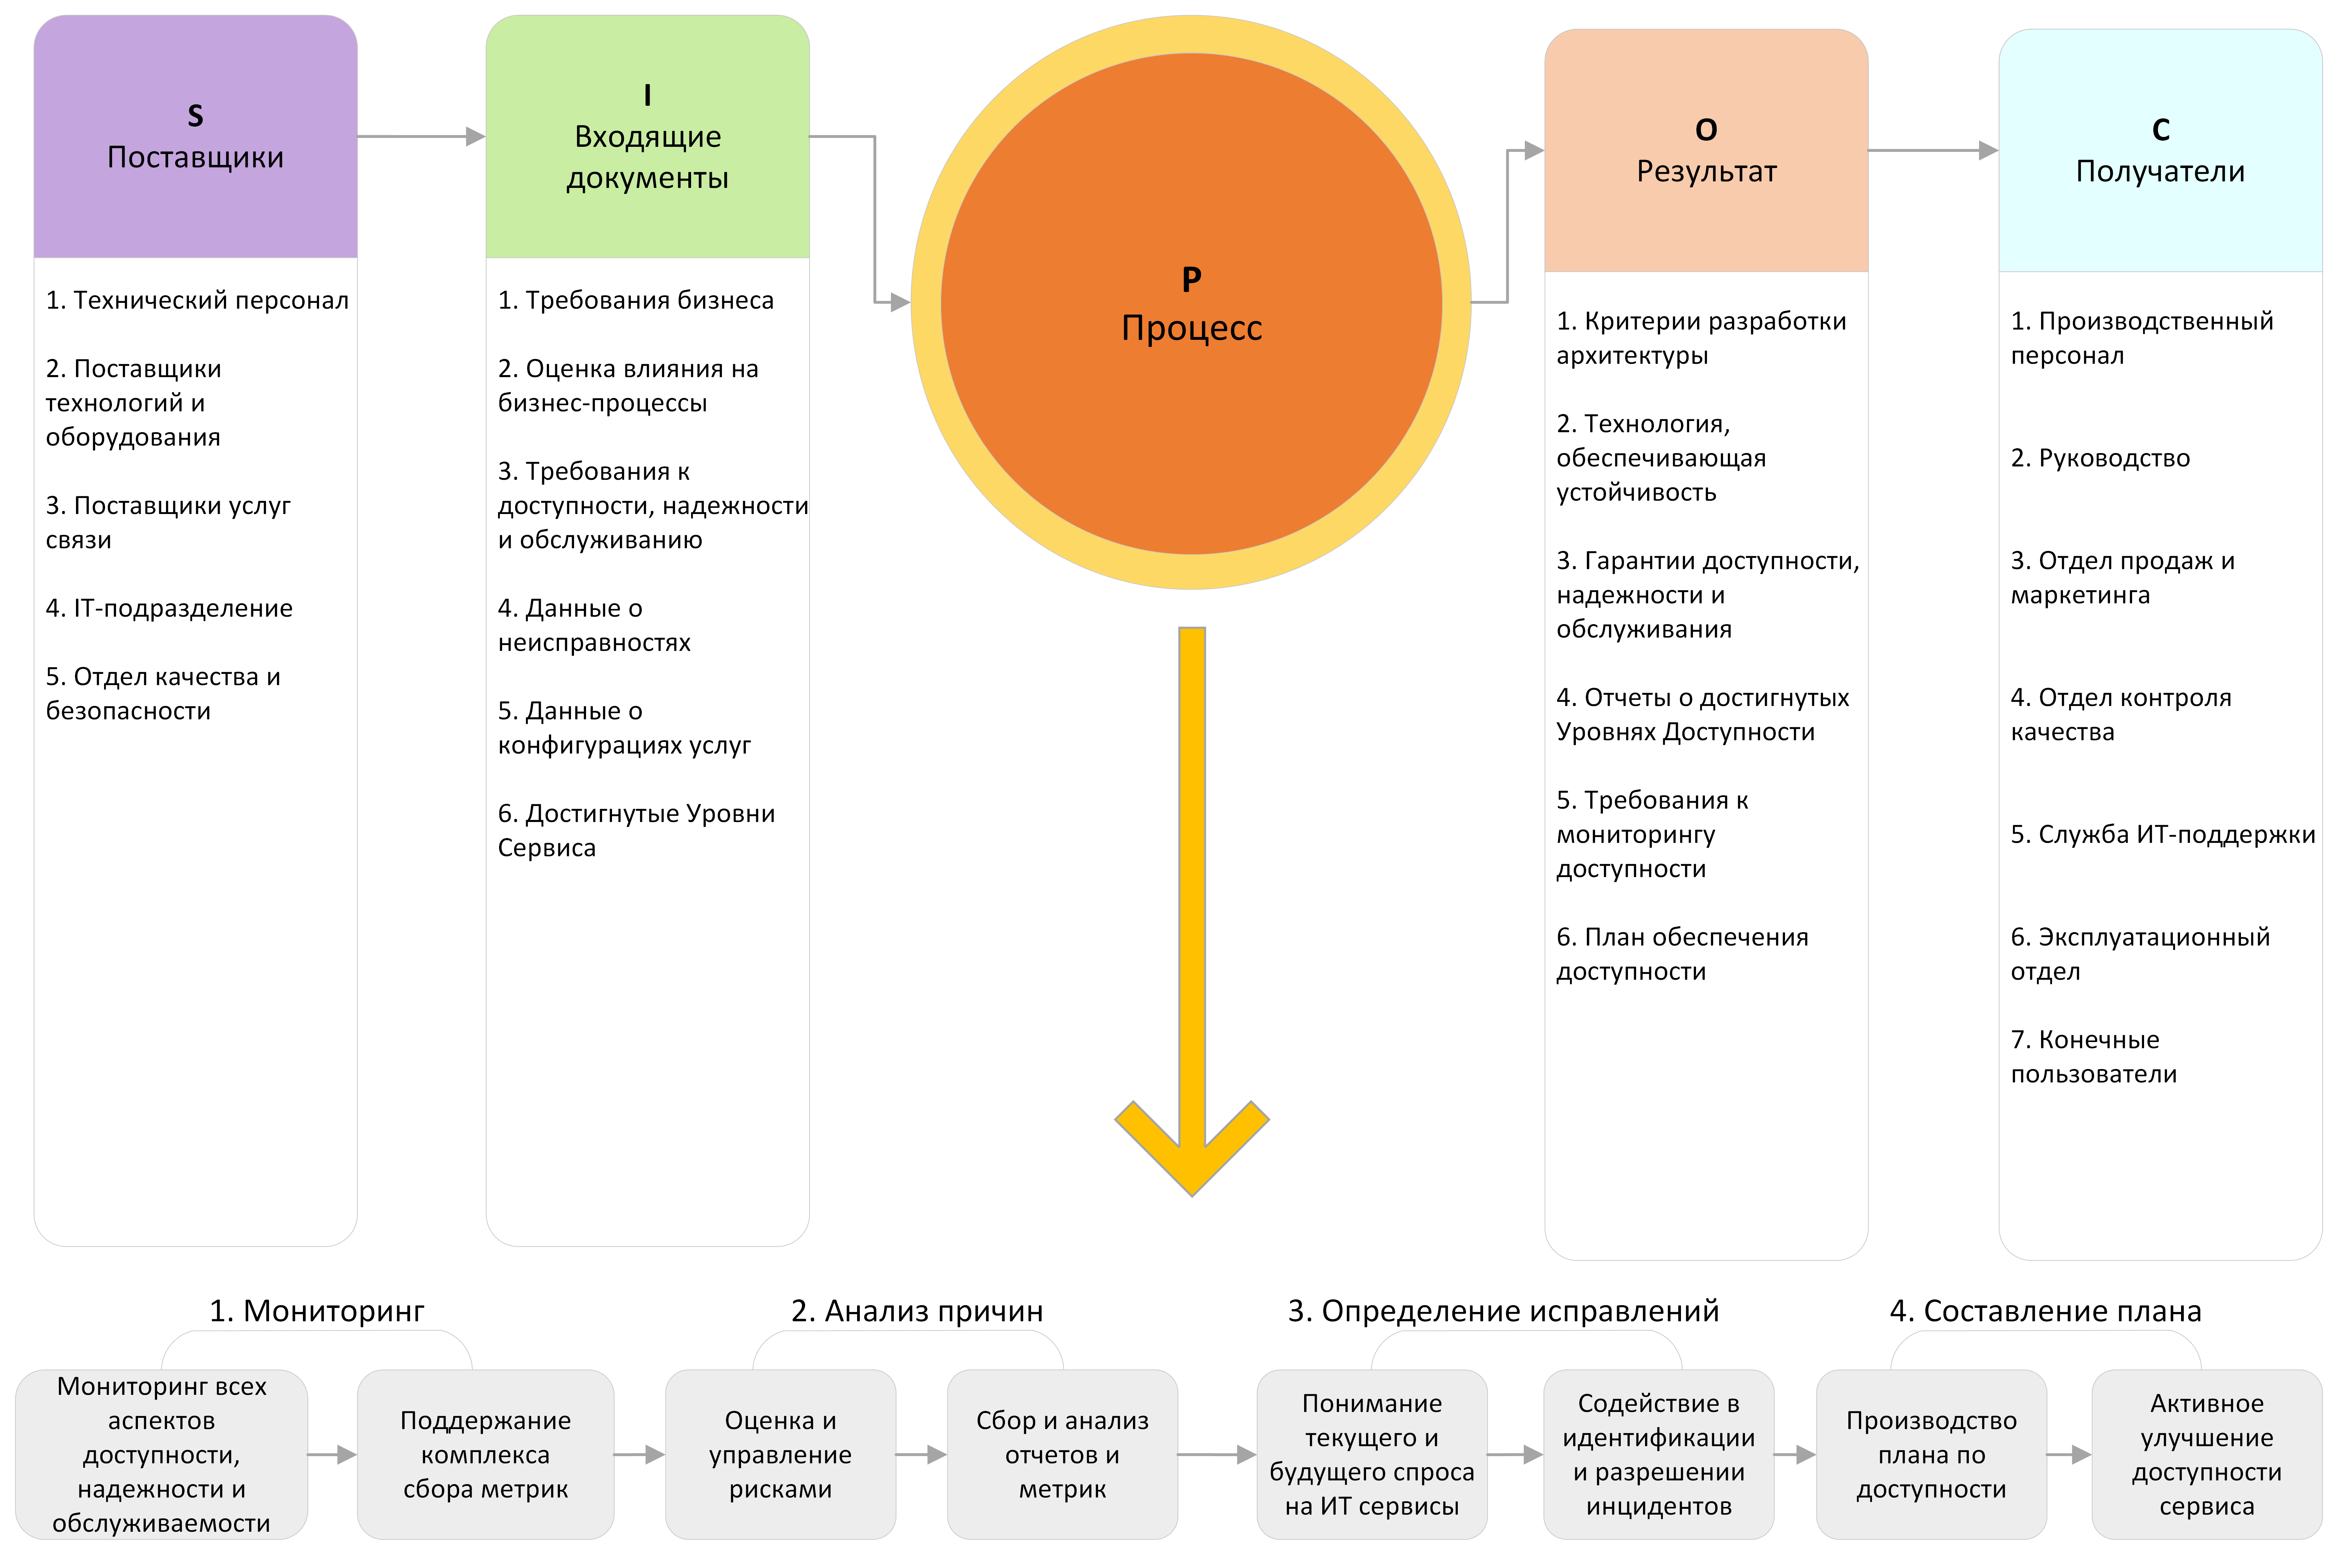 S
Поставщики
1. Технический персонал
2. Поставщики
технологий и
оборудования
3. Поставщики услуг
связи
4. IT-подразделение
5. Отдел качества и
безопасности
I
Входящие
документы
1. Требования бизнеса
2. Оценка влияния на
бизнес-процессы
3. Требования к
доступности, надежности
и обслуживанию
4. Данные о
неисправностях
5. Данные о
конфигурациях услуг
6. Достигнутые Уровни
Сервиса
P
Процесс
O
Результат
1. Критерии разработки
архитектуры
2. Технология,
обеспечивающая
устойчивость
3. Гарантии доступности,
надежности и
обслуживания
4. Отчеты о достигнутых
Уровнях Доступности
5. Требования к
мониторингу
доступности
6. План обеспечения
доступности
C
Получатели
1. Производственный
персонал
2. Руководство
3. Отдел продаж и
маркетинга
4. Отдел контроля
качества
5. Служба ИТ-поддержки
6. Эксплуатационный
отдел
7. Конечные
пользователи
1. Мониторинг
Мониторинг всех
аспектов
доступности,
надежности и
обслуживаемости
Поддержание
комплекса
сбора метрик
2. Анализ причин
Оценка и
управление
рисками
Сбор и анализ
отчетов и
метрик
3. Определение исправлений
Понимание
текущего и
будущего спроса
на ИТ сервисы
Содействие в
идентификации
и разрешении
инцидентов
4. Составление плана
Производство
плана по
доступности
Активное
улучшение
доступности
сервиса